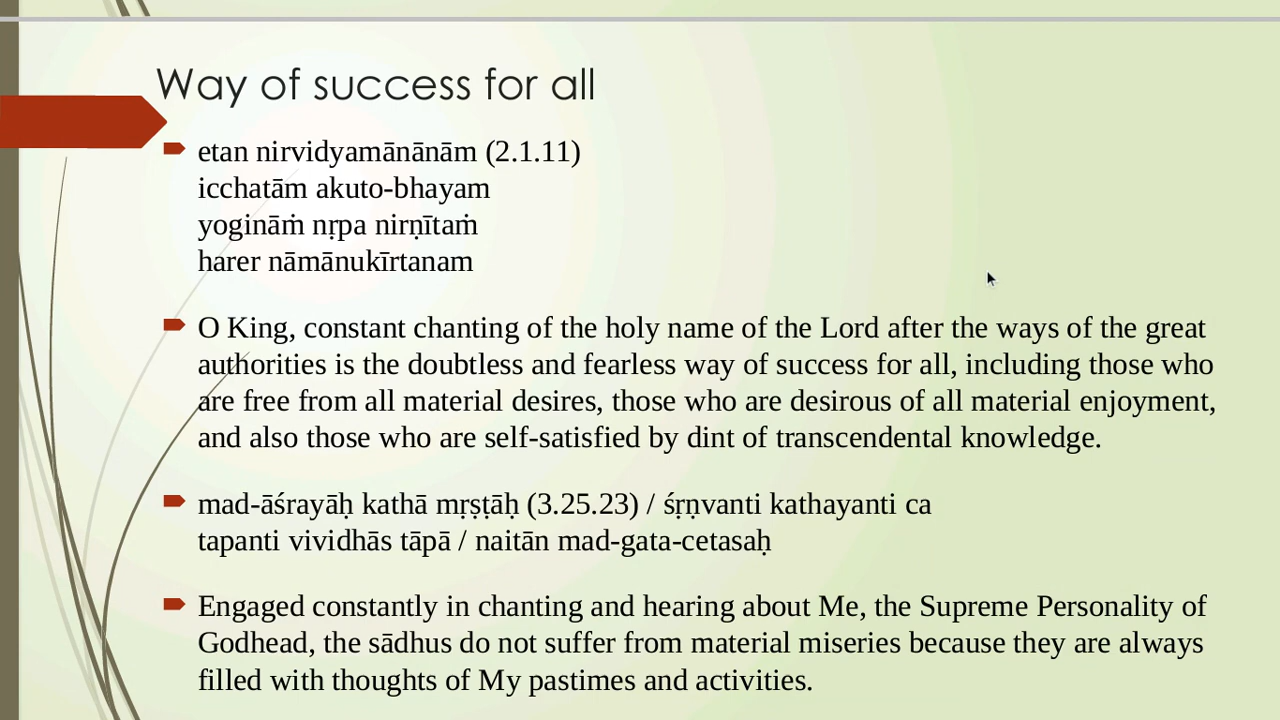 Way of success for all
etan nirvidyamānānām (2.1.11)
icchatām akuto-bhayam
yogināṁ nṛpa nirṇītaṁ
harer nāmānukīrtanam
O King, constant chanting of the holy name of the Lord after the ways of the great
authorities is the doubtless and fearless way of success for all, including those who
are free from all material desires, those who are desirous of all material enjoyment,
and also those who are self-satisfied by dint of transcendental knowledge.
mad-āśrayāḥ kathā mṛṣṭāḥ (3.25.23) / śṛṇvanti kathayanti ca
tapanti vividhās tāpā / naitān mad-gata-cetasaḥ
Engaged constantly in chanting and hearing about Me, the Supreme Personality of
Godhead, the sādhus do not suffer from material miseries because they are always
filled with thoughts of My pastimes and activities.